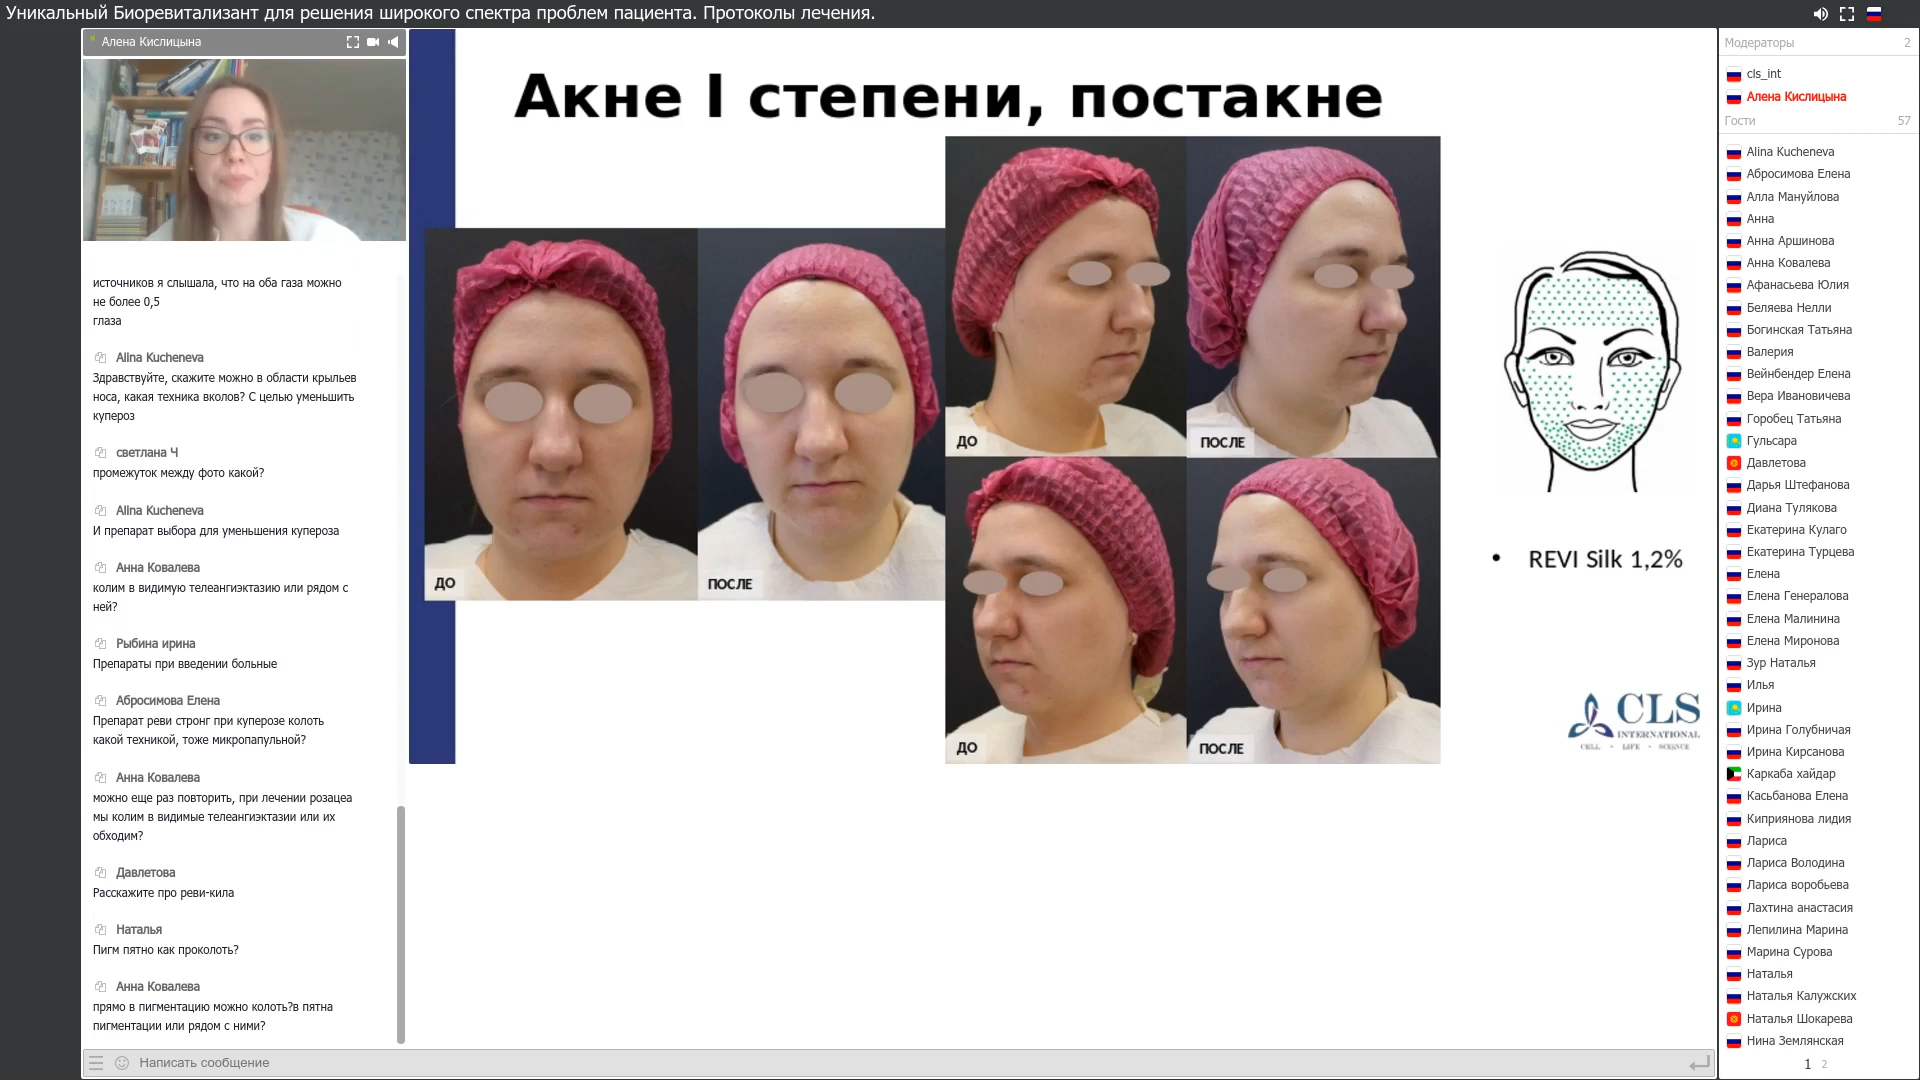 Уникальный Биоревитализант для решения широкого спектра проблем пациента. Протоколы лечения.
Алена Кислицына
источников я слышала, что на оба газа можно
не более 0,5
глаза
Alina Kucheneva
Здравствуйте, скажите можно в области крыльев
носа, какая техника вколов? С целью уменьшить
купероз
светлана Ч
промежуток между фото какой?
Alina Kucheneva
И препарат выбора для уменьшения купероза
Анна Ковалева
колим в видимую телеангиэктазию или рядом с
ней?
Рыбина ирина
Препараты при введении больные
Абросимова Елена
Препарат реви стронг при куперозе колоть
какой техникой, тоже микропапульной?
Анна Ковалева
можно еще раз повторить, при лечении розацеа
мы колим в видимые телеангиэктазии или их
обходим?
Давлетова
Расскажите про реви-кила
Наталья
Пигм пятно как проколоть?
Анна Ковалева
прямо в пигментацию можно колоть?в пятна
пигментации или рядом с ними?
Написать сообщение
Акне I степени, постакне
ДО
ПОСЛЕ
ДО
ПОСЛЕ
ДО
ПОСЛЕ
• REVI Silk 1,2%
CLS
INTERNATIONAL
CELL • LIFE • SCIENCE
Модераторы 2
cls_int
Алена Кислицына
Гости 57
Alina Kucheneva
Абросимова Елена
Алла Мануйлова
Анна
Анна Аршинова
Анна Ковалева
Афанасьева Юлия
Беляева Нелли
Богинская Татьяна
Валерия
Вейнбендер Елена
Вера Ивановичева
Горобец Татьяна
Гульсара
Давлетова
Дарья Штефанова
Диана Тулякова
Екатерина Кулаго
Екатерина Турцева
Елена
Елена Генералова
Елена Малинина
Елена Миронова
Зур Наталья
Илья
Ирина
Ирина Голубничая
Ирина Кирсанова
Каркаба хайдар
Касьбанова Елена
Киприянова лидия
Лариса
Лариса Володина
Лариса воробьева
Лахтина анастасия
Лепилина Марина
Марина Сурова
Наталья
Наталья Калужских
Наталья Шокарева
Нина Землянская
1 2